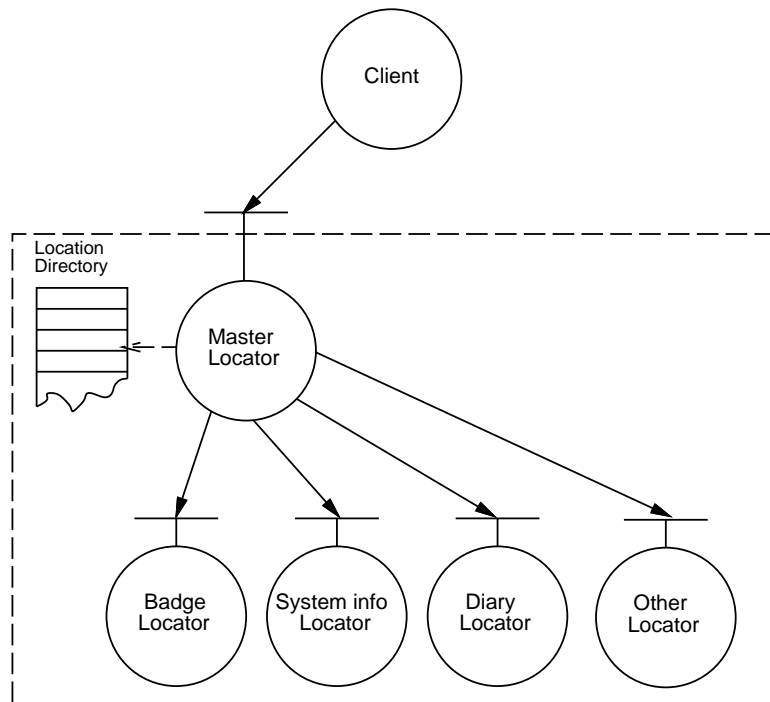 Client
Location
Directory
Master
Locator
Badge
Locator
System info
Locator
Diary
Locator
Other
Locator